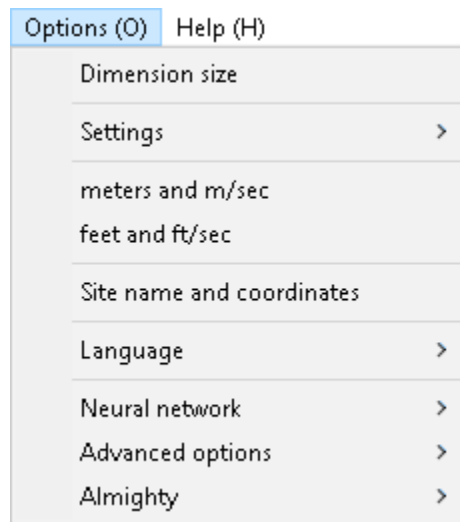 Options (O) Help (H)
Dimension size
Settings
meters and m/sec
feet and ft/sec
Site name and coordinates
Language
Neural network
Advanced options
Almighty